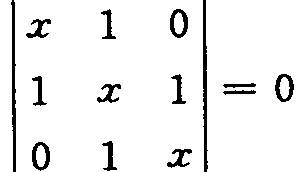 | x 1 0 |
| 1 x 1 | = 0
| 0 1 x |